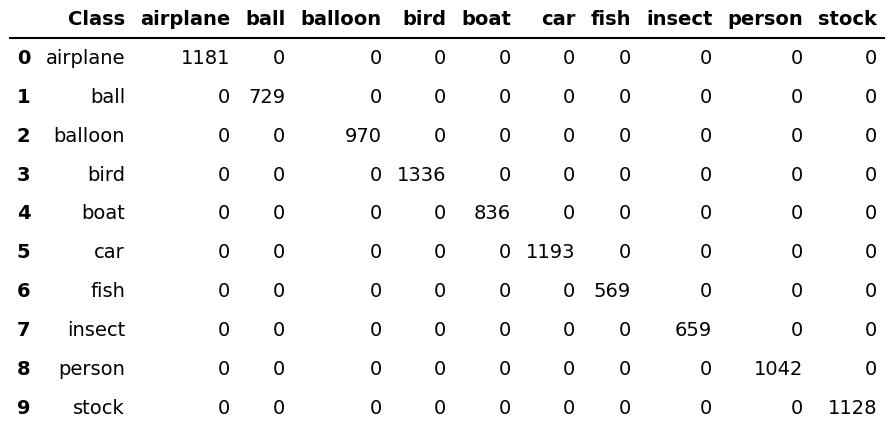 Class airplane ball balloon bird boat car fish insect person stock
0 airplane 1181 0 0 0 0 0 0 0 0 0
1 ball 0 729 0 0 0 0 0 0 0 0
2 balloon 0 0 970 0 0 0 0 0 0 0
3 bird 0 0 0 1336 0 0 0 0 0 0
4 boat 0 0 0 0 836 0 0 0 0 0
5 car 0 0 0 0 0 1193 0 0 0 0
6 fish 0 0 0 0 0 0 569 0 0 0
7 insect 0 0 0 0 0 0 0 659 0 0
8 person 0 0 0 0 0 0 0 0 1042 0
9 stock 0 0 0 0 0 0 0 0 0 1128